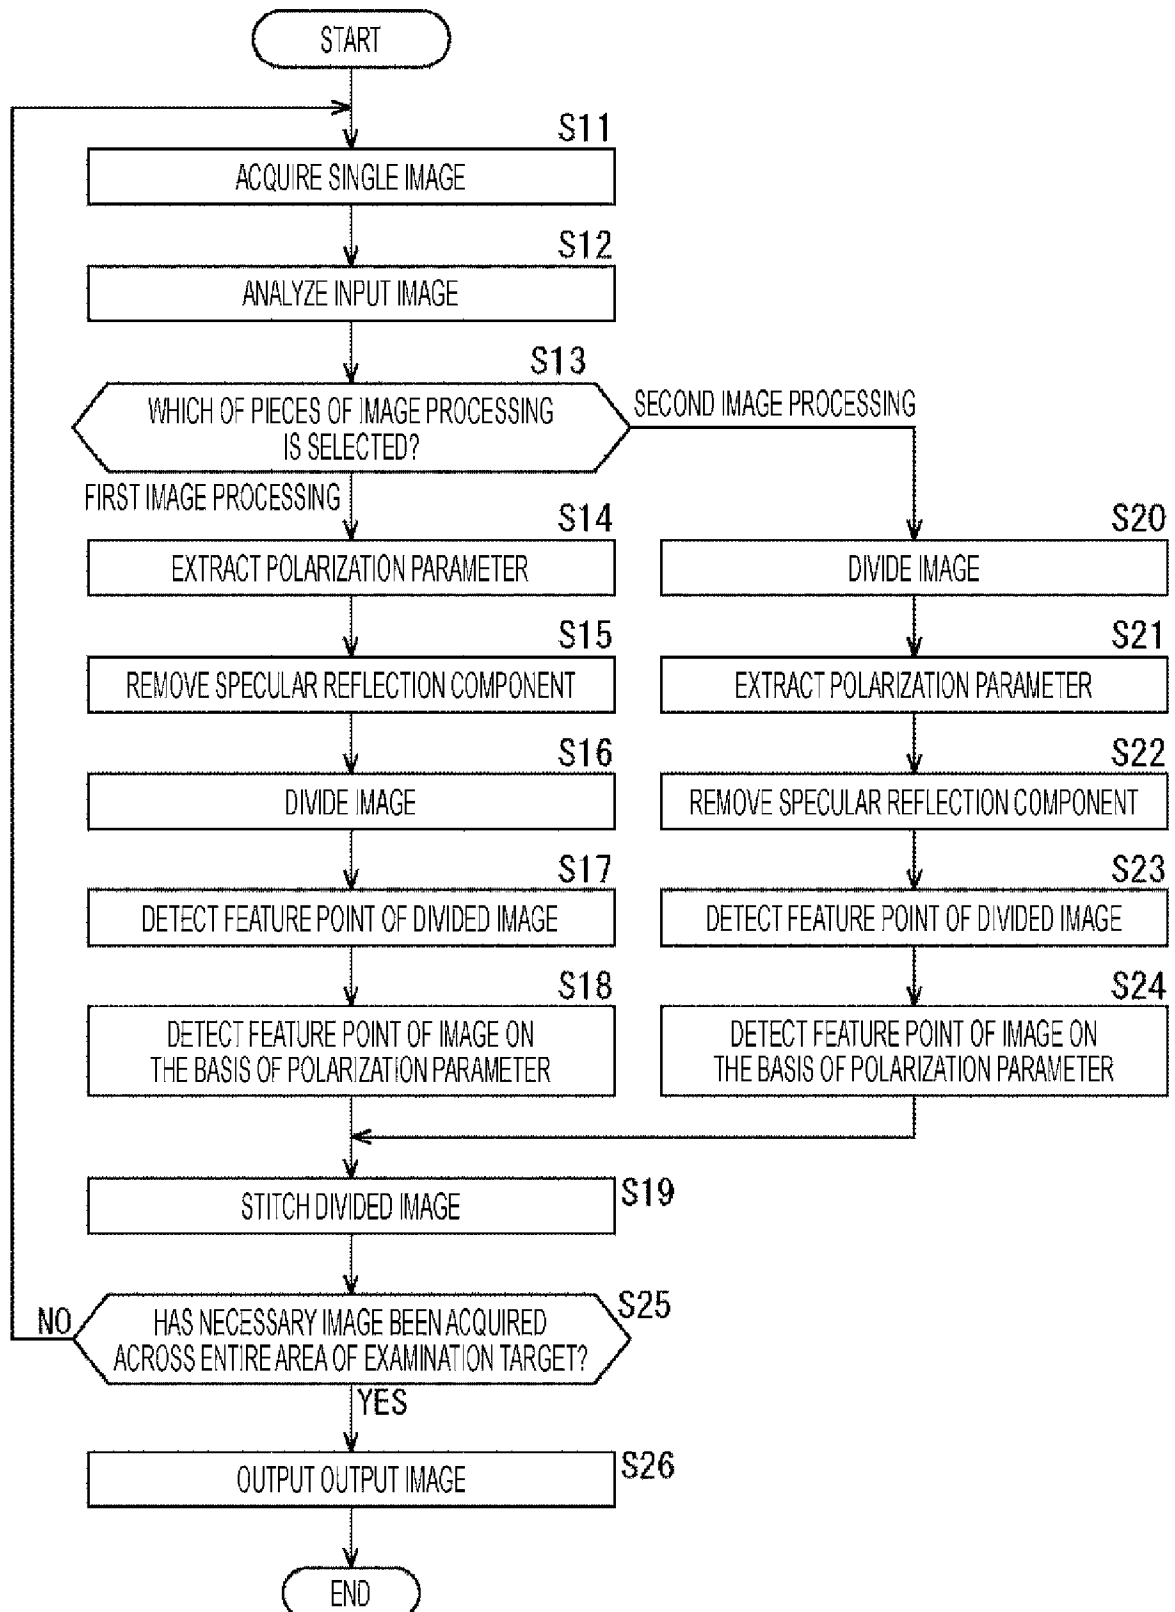 START
S11
ACQUIRE SINGLE IMAGE
S12
ANALYZE INPUT IMAGE
S13
WHICH OF PIECES OF IMAGE PROCESSING
IS SELECTED?
SECOND IMAGE PROCESSING
FIRST IMAGE PROCESSING
S14
EXTRACT POLARIZATION PARAMETER
S15
REMOVE SPECULAR REFLECTION COMPONENT
S16
DIVIDE IMAGE
S17
DETECT FEATURE POINT OF DIVIDED IMAGE
S18
DETECT FEATURE POINT OF IMAGE ON
THE BASIS OF POLARIZATION PARAMETER
S20
DIVIDE IMAGE
S21
EXTRACT POLARIZATION PARAMETER
S22
REMOVE SPECULAR REFLECTION COMPONENT
S23
DETECT FEATURE POINT OF DIVIDED IMAGE
S24
DETECT FEATURE POINT OF IMAGE ON
THE BASIS OF POLARIZATION PARAMETER
STITCH DIVIDED IMAGE
S19
NO
HAS NECESSARY IMAGE BEEN ACQUIRED
ACROSS ENTIRE AREA OF EXAMINATION TARGET?
S25
YES
OUTPUT OUTPUT IMAGE
S26
END